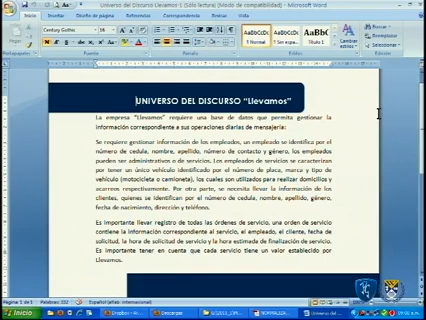 Universo del Discurso Llevamos-1 (Sólo lectura) [Modo de compatibilidad] - Microsoft Word
Inicio Insertar Diseño de página Referencias Correspondencia Revisar Vista
Century Gothic 16
AaBbCcDc AaBbCcDc AaBbC
¶ Normal ¶ Sin espa... Título 1
Cambiar estilos
Buscar
Reemplazar
Seleccionar
Pegar
Portapapeles Fuente Párrafo Estilos Edición
UNIVERSO DEL DISCURSO "Llevamos"
La empresa "Llevamos" requiere una base de datos que permita gestionar la
información correspondiente a sus operaciones diarias de mensajería:
Se requiere gestionar información de los empleados, un empleado se identifica por el
número de cedula, nombre, apellido, número de contacto y género, los empleados
pueden ser administrativos o de servicios. Los empleados de servicios se caracterizan
por tener un único vehículo identificado por el número de placa, marca y tipo de
vehículo (motocicleta o camioneta), los cuales son utilizados para realizar domicilios y
acarreos respectivamente. Por otra parte, se necesita llevar la información de los
clientes, quienes se identifican por el número de cedula, nombre, apellido, género,
fecha de nacimiento, dirección y teléfono.
Es importante llevar registro de todas las órdenes de servicio, una orden de servicio
contiene la información correspondiente al servicio, el empleado, el cliente, fecha de
solicitud, la hora de solicitud de servicio y la hora estimada de finalización de servicio.
Es importante tener en cuenta que cada servicio tiene un valor establecido por
Llevamos.
Página: 1 de 1 Palabras: 222 Español (alfab. internacional)
Inicio Dropbox Descargas NORMALIZA... Universo del ...